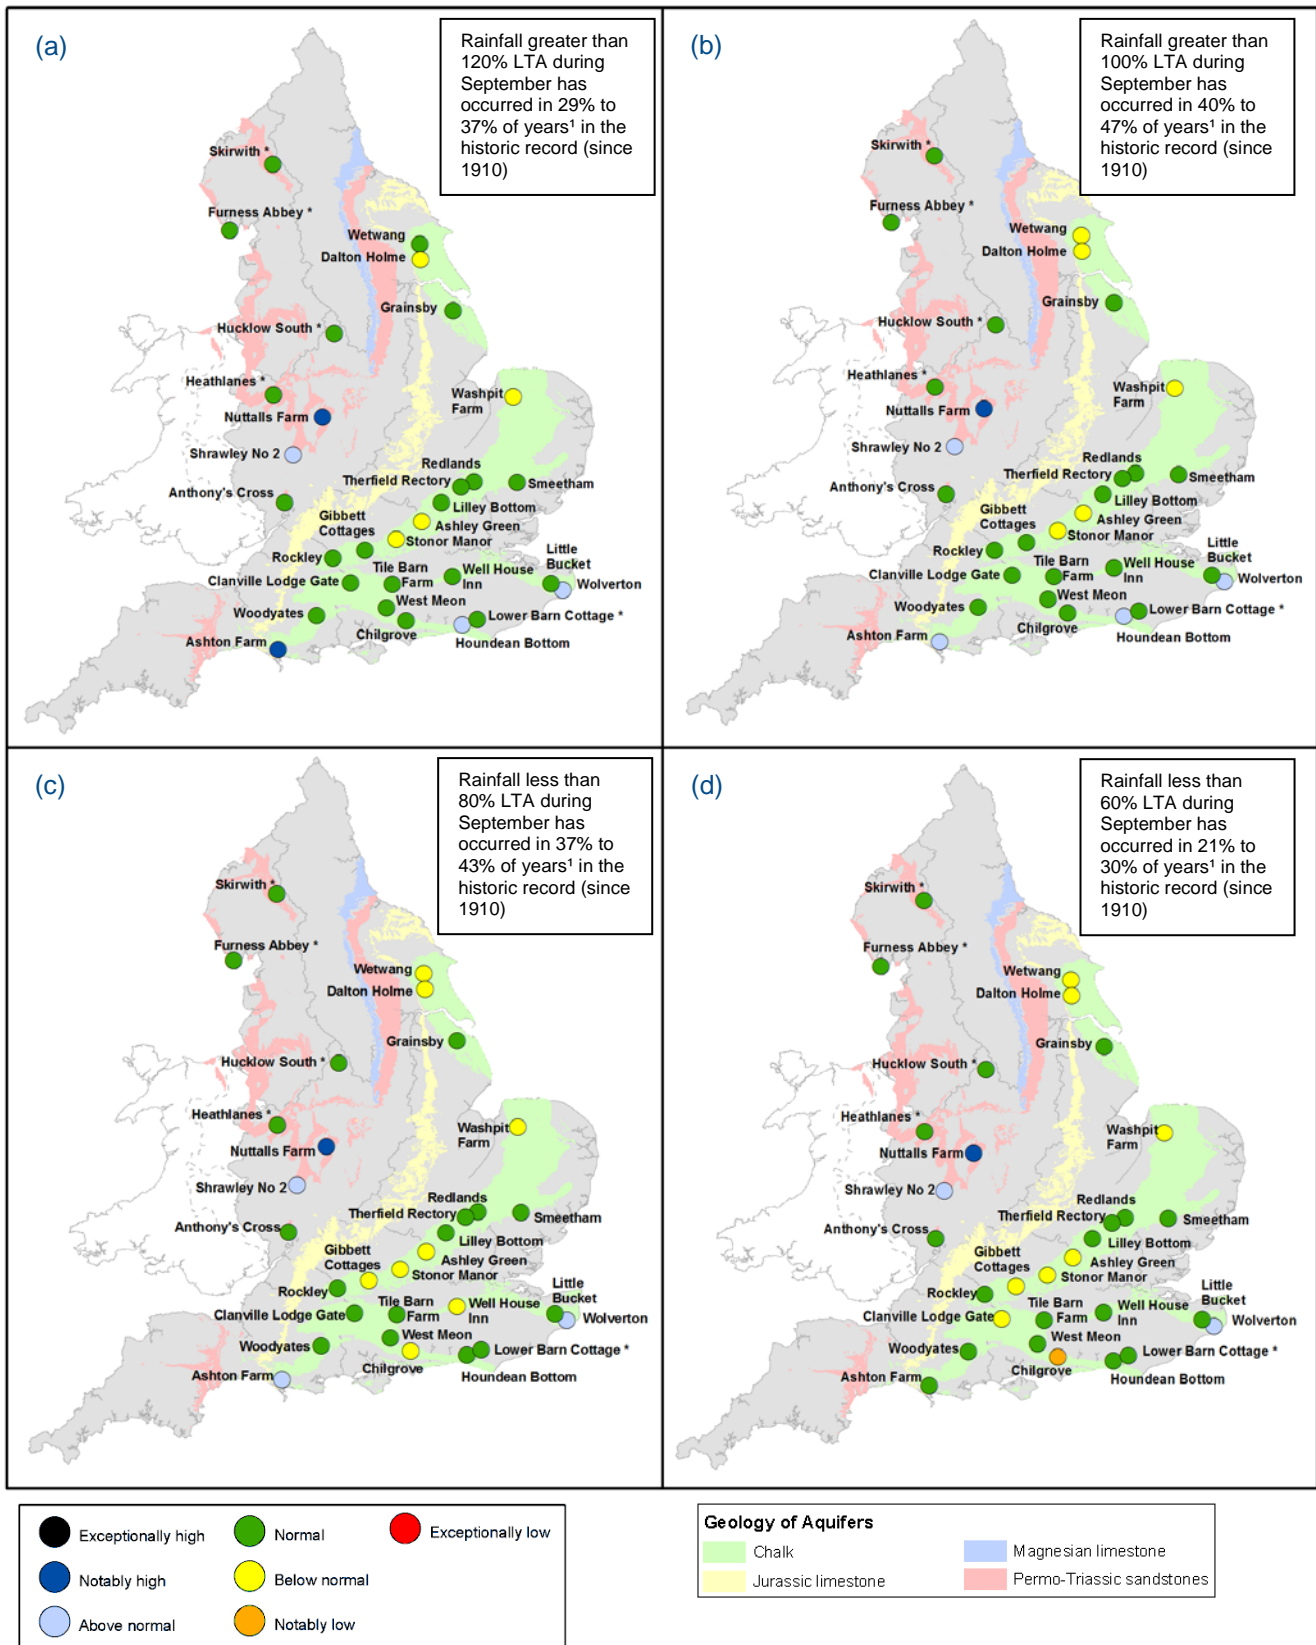 (a)
Rainfall greater than
120% LTA during
September has
occurred in 29% to
37% of years¹ in the
historic record (since
1910)
Skirwith *
Furness Abbey *
Wetwang
Dalton Holme
Grainsby
Hucklow South *
Heathlanes *
Washpit
Farm
Nuttalls Farm
Shrawley No 2
Redlands
Therfield Rectory
Smeetham
Anthony's Cross
Lilley Bottom
Gibbett
Cottages
Ashley Green
Stonor Manor
Rockley
Little
Bucket
Tile Barn
Farm
Well House
Inn
Clanville Lodge Gate
Wolverton
West Meon
Woodyates
Lower Barn Cottage *
Chilgrove
Ashton Farm
Houndean Bottom
(b)
Rainfall greater than
100% LTA during
September has
occurred in 40% to
47% of years¹ in the
historic record (since
1910)
Skirwith *
Furness Abbey *
Wetwang
Dalton Holme
Grainsby
Hucklow South *
Heathlanes *
Washpit
Farm
Nuttalls Farm
Shrawley No 2
Redlands
Therfield Rectory
Smeetham
Anthony's Cross
Lilley Bottom
Gibbett
Cottages
Ashley Green
Stonor Manor
Rockley
Little
Bucket
Tile Barn
Farm
Well House
Inn
Clanville Lodge Gate
Wolverton
West Meon
Woodyates
Lower Barn Cottage *
Chilgrove
Ashton Farm
Houndean Bottom
(c)
Rainfall less than
80% LTA during
September has
occurred in 37% to
43% of years¹ in the
historic record (since
1910)
Skirwith *
Furness Abbey *
Wetwang
Dalton Holme
Grainsby
Hucklow South *
Heathlanes *
Washpit
Farm
Nuttalls Farm
Shrawley No 2
Redlands
Therfield Rectory
Smeetham
Anthony's Cross
Lilley Bottom
Gibbett
Cottages
Ashley Green
Stonor Manor
Rockley
Little
Bucket
Tile Barn
Farm
Well House
Inn
Clanville Lodge Gate
Wolverton
West Meon
Woodyates
Lower Barn Cottage *
Chilgrove
Ashton Farm
Houndean Bottom
(d)
Rainfall less than
60% LTA during
September has
occurred in 21% to
30% of years¹ in the
historic record (since
1910)
Skirwith *
Furness Abbey *
Wetwang
Dalton Holme
Grainsby
Hucklow South *
Heathlanes *
Washpit
Farm
Nuttalls Farm
Shrawley No 2
Redlands
Therfield Rectory
Smeetham
Anthony's Cross
Lilley Bottom
Gibbett
Cottages
Ashley Green
Stonor Manor
Rockley
Little
Bucket
Tile Barn
Farm
Well House
Inn
Clanville Lodge Gate
Wolverton
West Meon
Woodyates
Lower Barn Cottage *
Chilgrove
Ashton Farm
Houndean Bottom
Exceptionally high
Normal
Exceptionally low
Notably high
Below normal
Above normal
Notably low
Geology of Aquifers
Chalk
Magnesian limestone
Jurassic limestone
Permo-Triassic sandstones